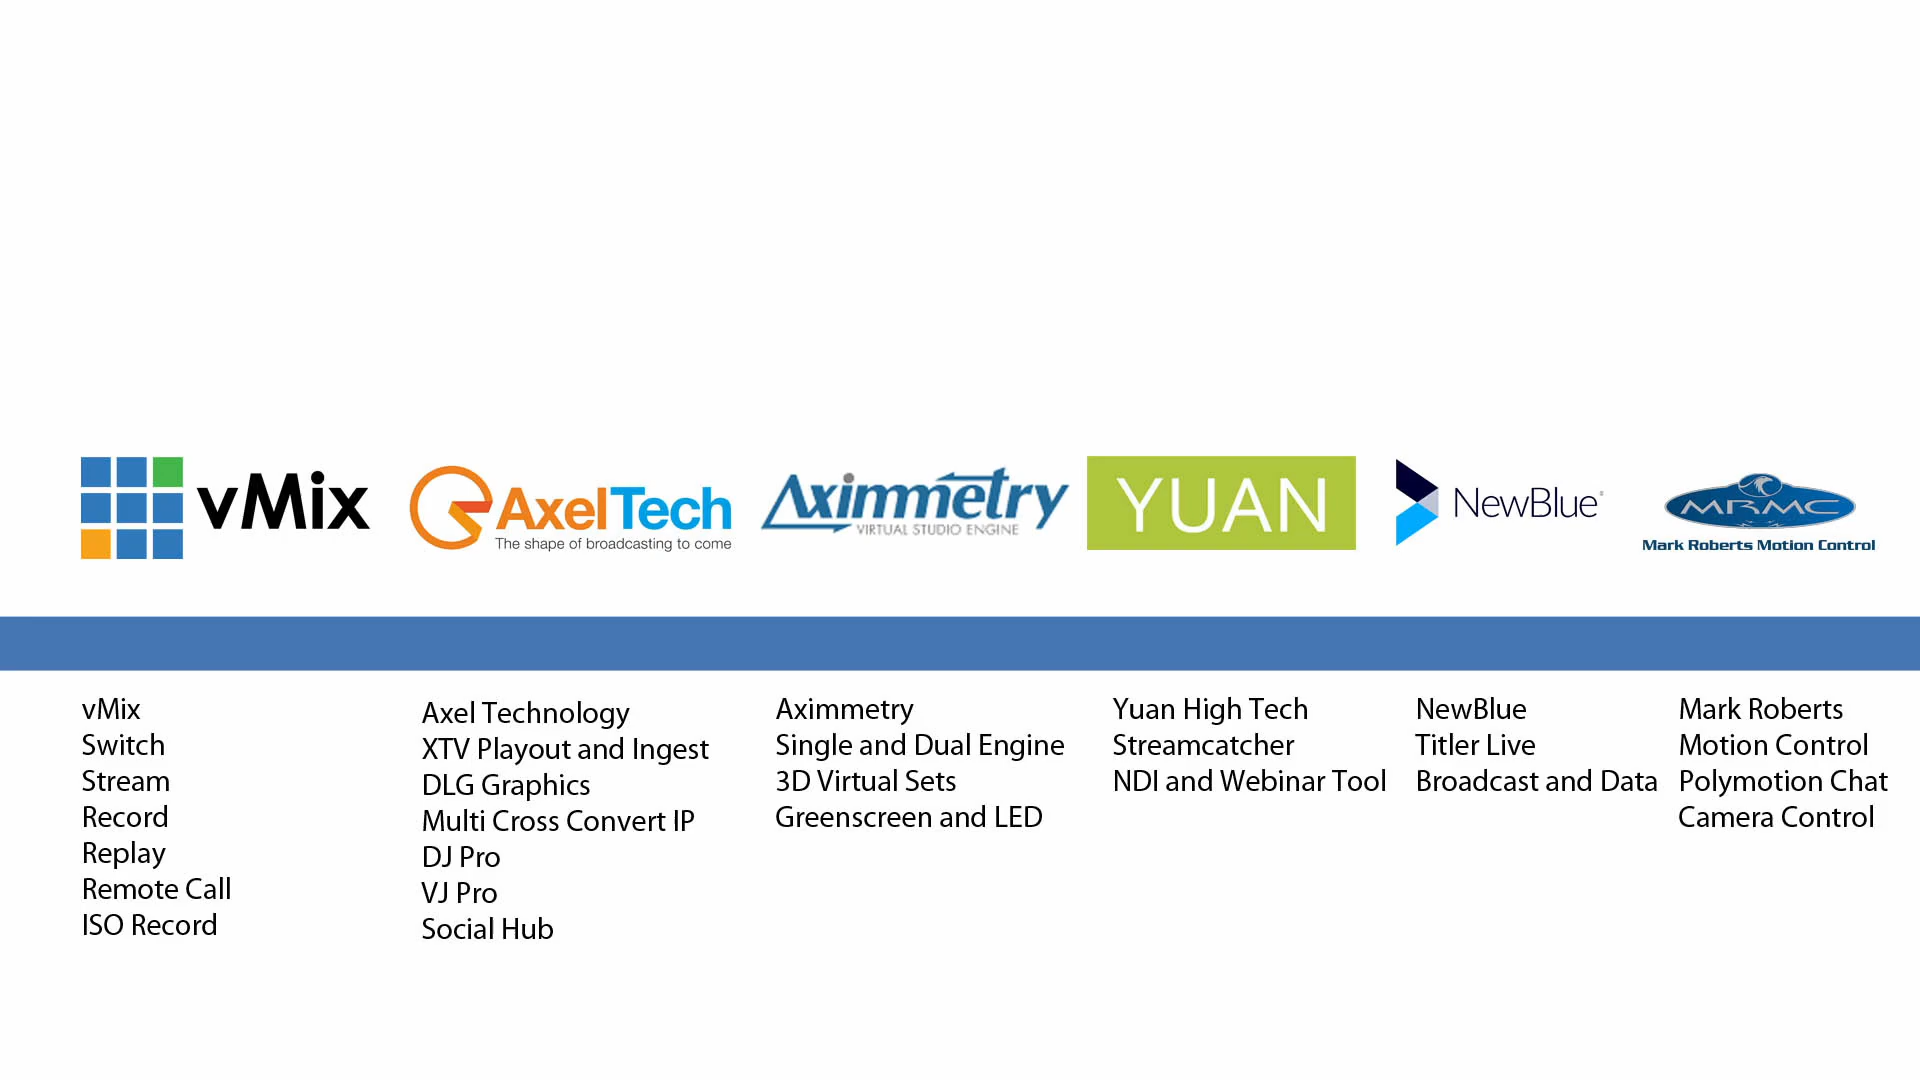 vMix
AxelTech
The shape of broadcasting to come
Aximmetry
VIRTUAL STUDIO ENGINE
YUAN
NewBlue®
MRMC
Mark Roberts Motion Control
vMix
Switch
Stream
Record
Replay
Remote Call
ISO Record
Axel Technology
XTV Playout and Ingest
DLG Graphics
Multi Cross Convert IP
DJ Pro
VJ Pro
Social Hub
Aximmetry
Single and Dual Engine
3D Virtual Sets
Greenscreen and LED
Yuan High Tech
Streamcatcher
NDI and Webinar Tool
NewBlue
Titler Live
Broadcast and Data
Mark Roberts
Motion Control
Polymotion Chat
Camera Control